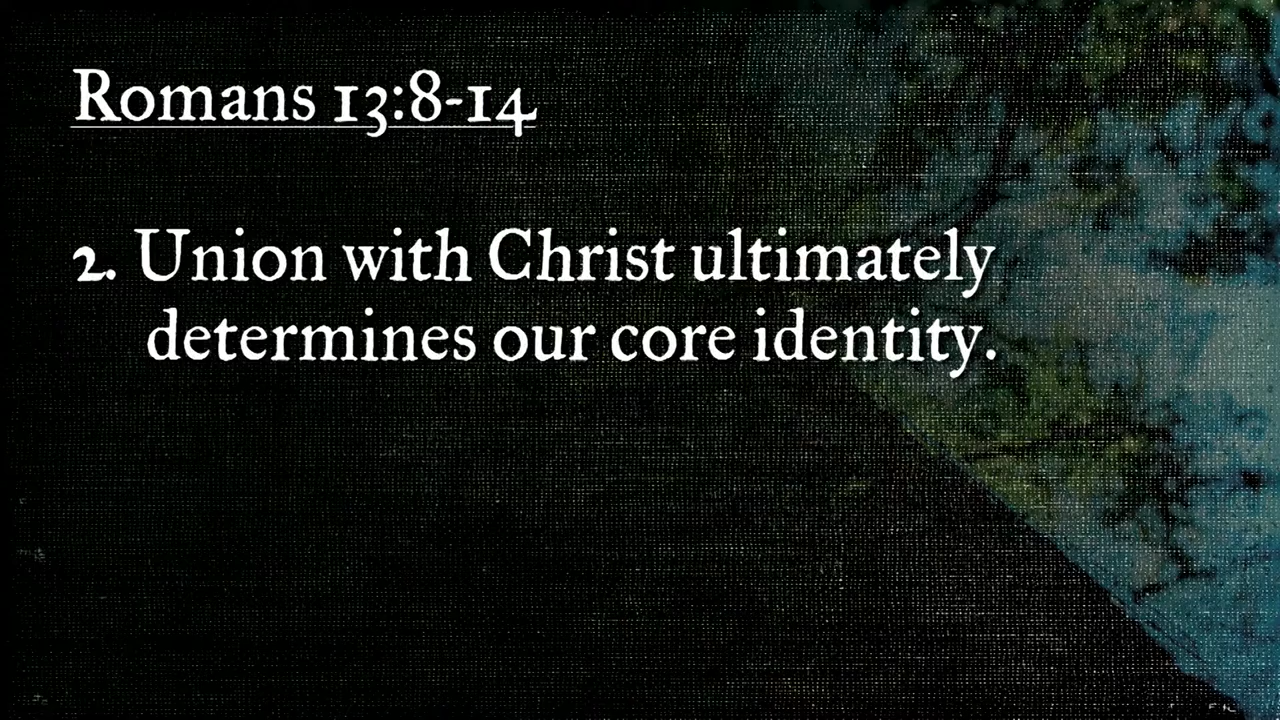 Romans 13:8-14
2. Union with Christ ultimately
determines our core identity.